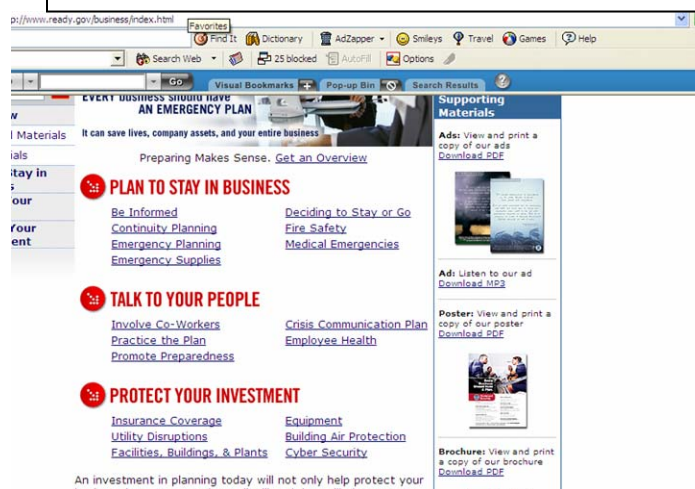 p://www.ready.gov/business/index.html
Favorites
Find It Dictionary AdZapper Smileys Travel Games Help
Search Web 25 blocked AutoFill Options
Go Visual Bookmarks Pop-up Bin Search Results
EVERY business should have
AN EMERGENCY PLAN
It can save lives, company assets, and your entire business
w
l Materials
ials
tay in
s
our
Your
ent
Preparing Makes Sense. Get an Overview
PLAN TO STAY IN BUSINESS
Be Informed Deciding to Stay or Go
Continuity Planning Fire Safety
Emergency Planning Medical Emergencies
Emergency Supplies
TALK TO YOUR PEOPLE
Involve Co-Workers Crisis Communication Plan
Practice the Plan Employee Health
Promote Preparedness
PROTECT YOUR INVESTMENT
Insurance Coverage Equipment
Utility Disruptions Building Air Protection
Facilities, Buildings, & Plants Cyber Security
An investment in planning today will not only help protect your
Supporting
Materials
Ads: View and print a
copy of our ads
Download PDF
Ad: Listen to our ad
Download MP3
Poster: View and print a
copy of our poster
Download PDF
Brochure: View and print
a copy of our brochure
Download PDF